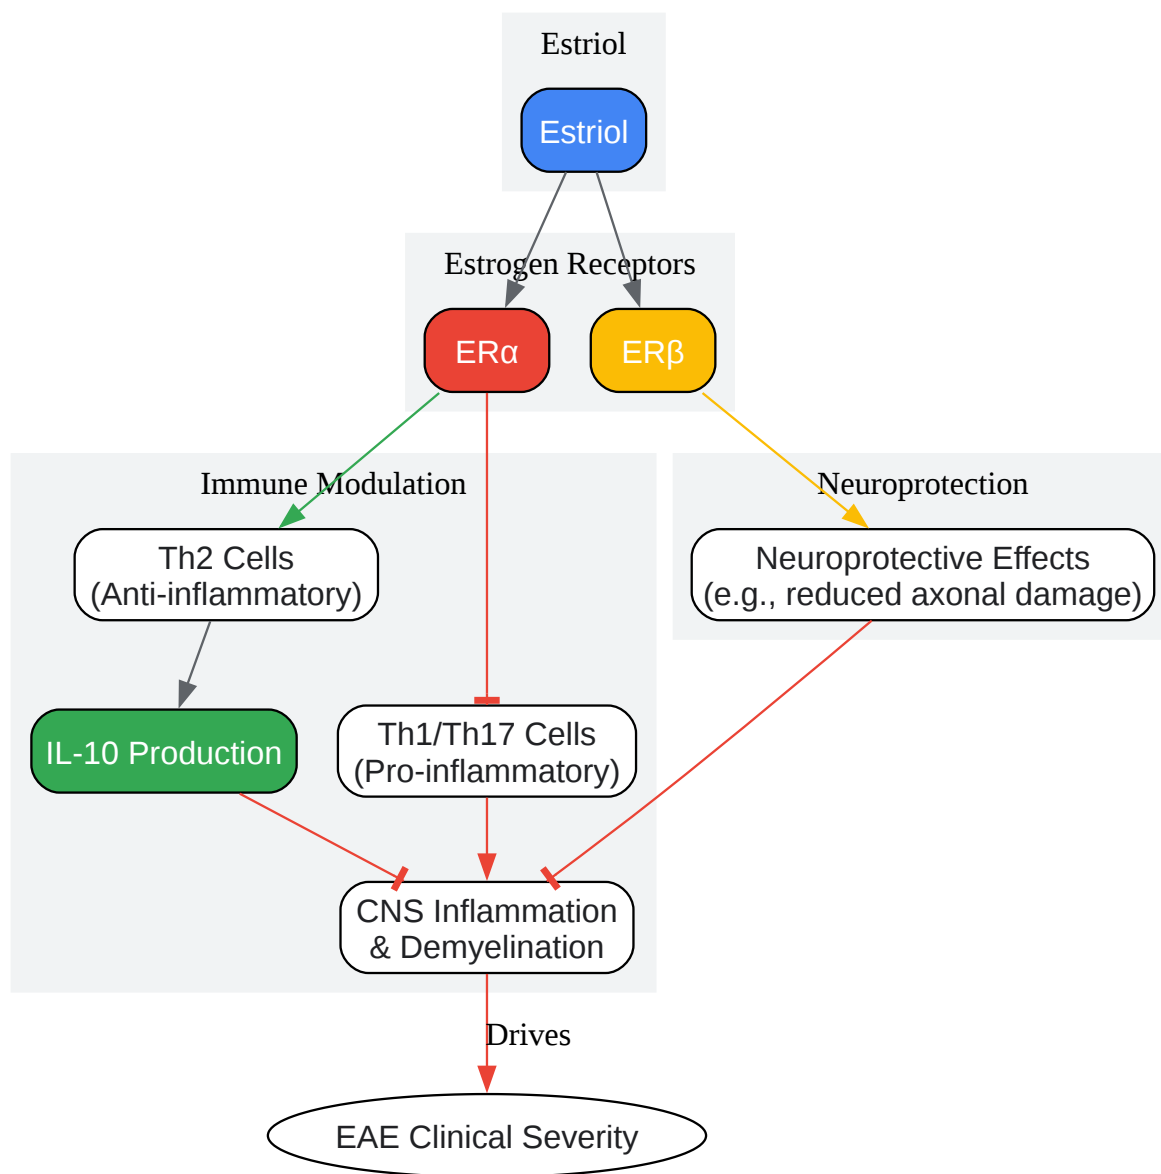 Estriol
Estriol
Estrogen Receptors
ERα
ERβ
Immune Modulation
Neuroprotection
Th2 Cells
(Anti-inflammatory)
Neuroprotective Effects
(e.g., reduced axonal damage)
IL-10 Production
Th1/Th17 Cells
(Pro-inflammatory)
CNS Inflammation
& Demyelination
Drives
EAE Clinical Severity